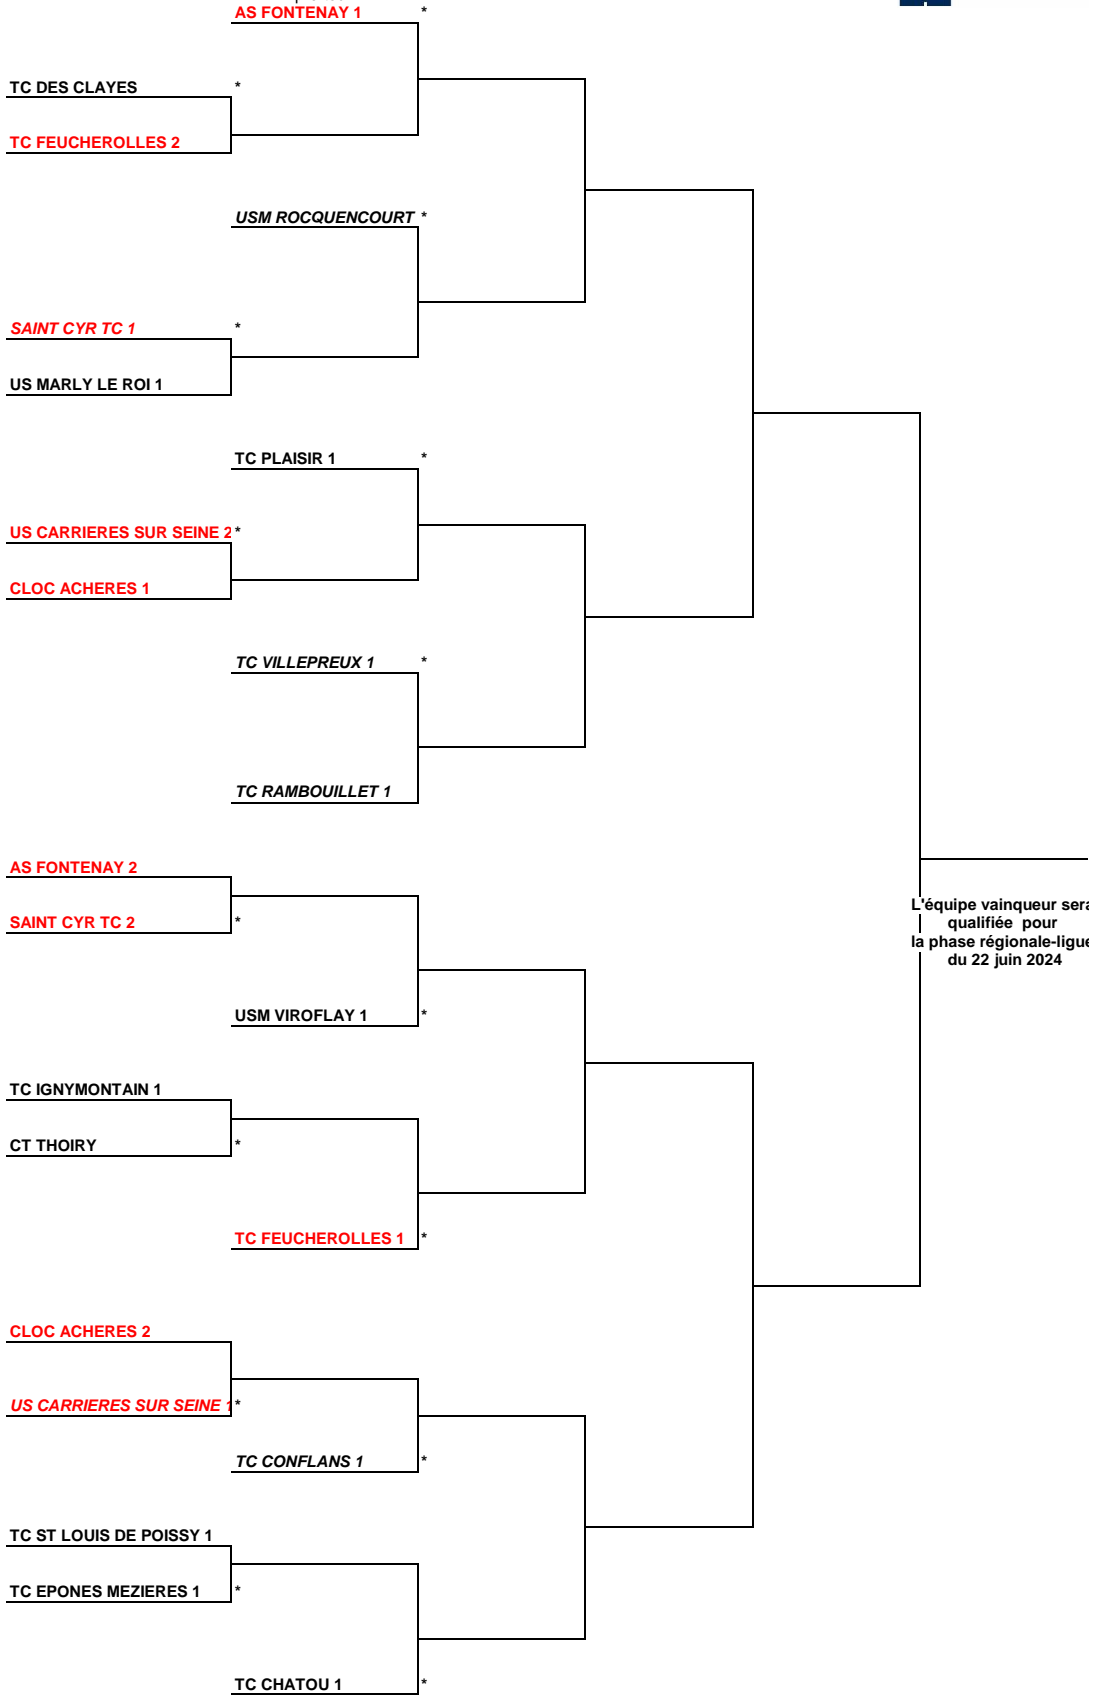 AS FONTENAY 1 *
TC DES CLAYES *
TC FEUCHEROLLES 2
USM ROCQUENCOURT *
SAINT CYR TC 1 *
US MARLY LE ROI 1
TC PLAISIR 1 *
US CARRIERES SUR SEINE 2 *
CLOC ACHERES 1
TC VILLEPREUX 1 *
TC RAMBOUILLET 1
AS FONTENAY 2
SAINT CYR TC 2 *
L'équipe vainqueur sera
qualifiée pour
la phase régionale-ligue
du 22 juin 2024
USM VIROFLAY 1 *
TC IGNYMONTAIN 1
CT THOIRY *
TC FEUCHEROLLES 1 *
CLOC ACHERES 2
US CARRIERES SUR SEINE 1 *
TC CONFLANS 1 *
TC ST LOUIS DE POISSY 1
TC EPONES MEZIERES 1 *
TC CHATOU 1 *